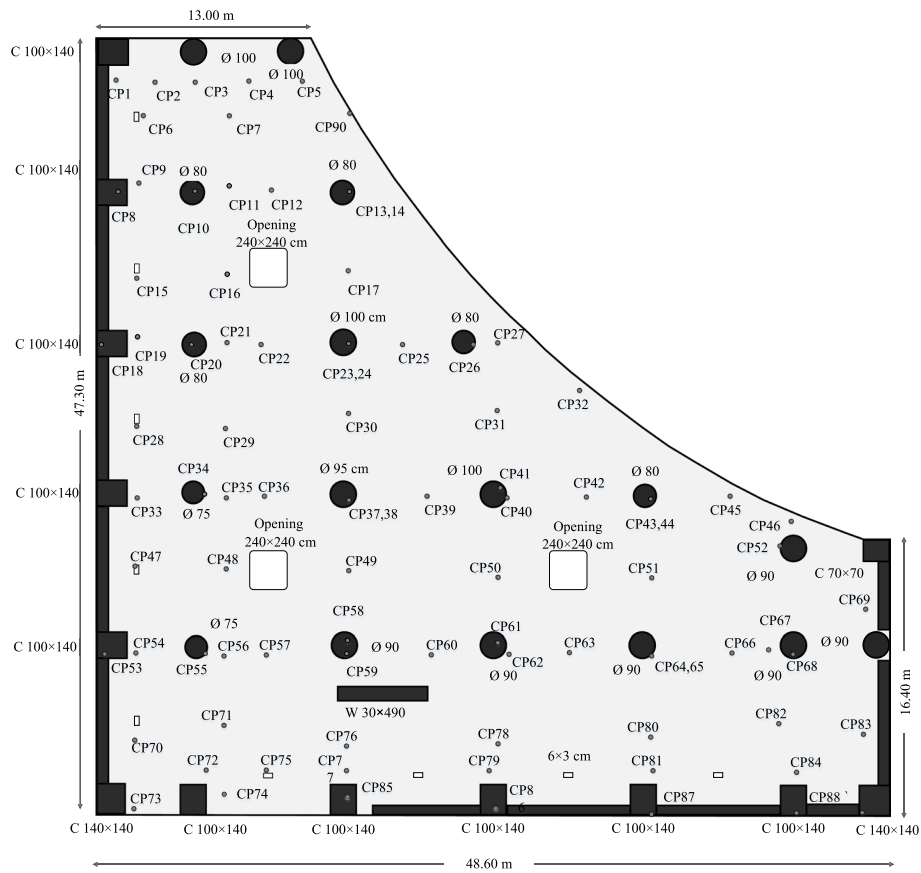 13.00 m
C 100×140
Ø 100
Ø 100
CP1
CP2
CP3
CP4
CP5
CP6
CP7
CP90
C 100×140
CP9
Ø 80
Ø 80
CP8
CP10
CP11
CP12
CP13,14
Opening
240×240 cm
CP15
CP16
CP17
Ø 100 cm
Ø 80
C 100×140
CP18
CP19
CP20
Ø 80
CP21
CP22
CP23,24
CP25
CP26
CP27
47.30 m
CP28
CP29
CP30
CP31
CP32
CP34
Ø 95 cm
Ø 100
CP41
CP42
Ø 80
C 100×140
CP33
Ø 75
CP35
CP36
CP37,38
CP39
CP40
CP43,44
CP45
CP46
Opening
240×240 cm
Opening
240×240 cm
CP47
CP48
CP49
CP50
CP51
CP52
Ø 90
C 70×70
CP69
Ø 75
CP58
CP61
CP67
C 100×140
CP53
CP54
CP55
CP56
CP57
CP59
Ø 90
CP60
CP62
Ø 90
CP63
Ø 90
CP64,65
CP66
Ø 90
CP68
Ø 90
W 30×490
16.40 m
CP70
CP71
CP76
CP78
CP80
CP82
CP83
CP72
CP75
CP7
7
CP79
6×3 cm
CP81
CP84
CP73
CP74
CP85
CP8
6
CP87
CP88 `
C 140×140
C 100×140
C 100×140
C 100×140
C 100×140
C 100×140
C 140×140
48.60 m